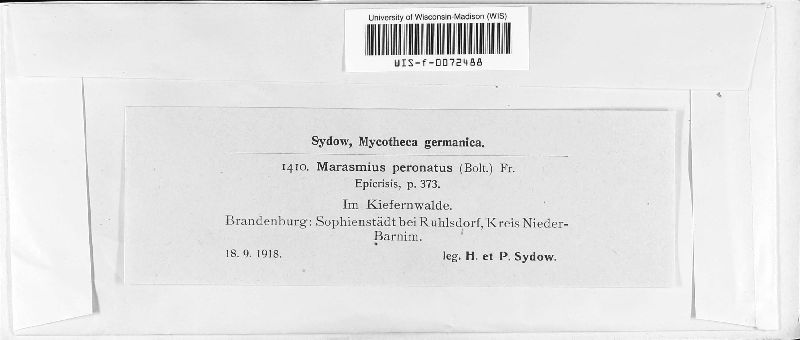 University of Wisconsin-Madison (WIS)
WIS-f-0072488
Sydow, Mycotheca germanica.
1410. Marasmius peronatus (Bolt.) Fr.
Epicrisis, p. 373.
Im Kiefernwalde.
Brandenburg: Sophienstädt bei Ruhlsdorf, Kreis Nieder-
Barnim.
18. 9. 1918. leg. H. et P. Sydow.